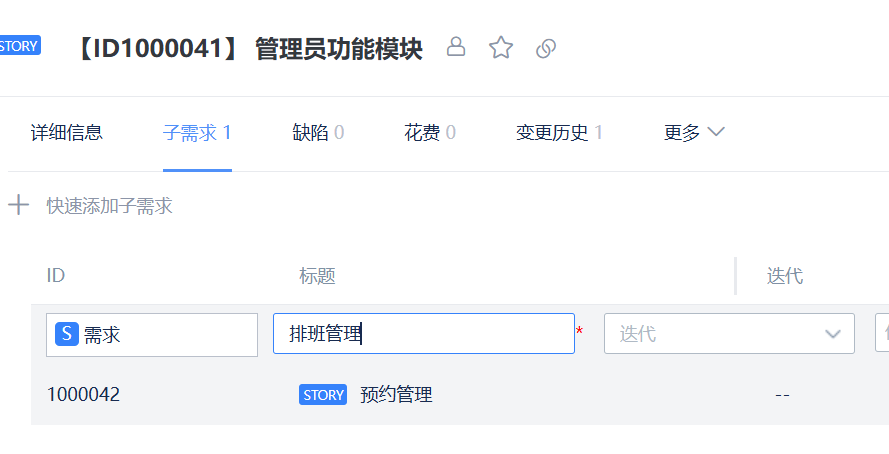 STORY 【ID1000041】 管理员功能模块
详细信息 子需求 1 缺陷 0 花费 0 变更历史 1 更多
快速添加子需求
ID 标题 迭代
S 需求 排班管理 * 迭代
1000042 STORY 预约管理 --